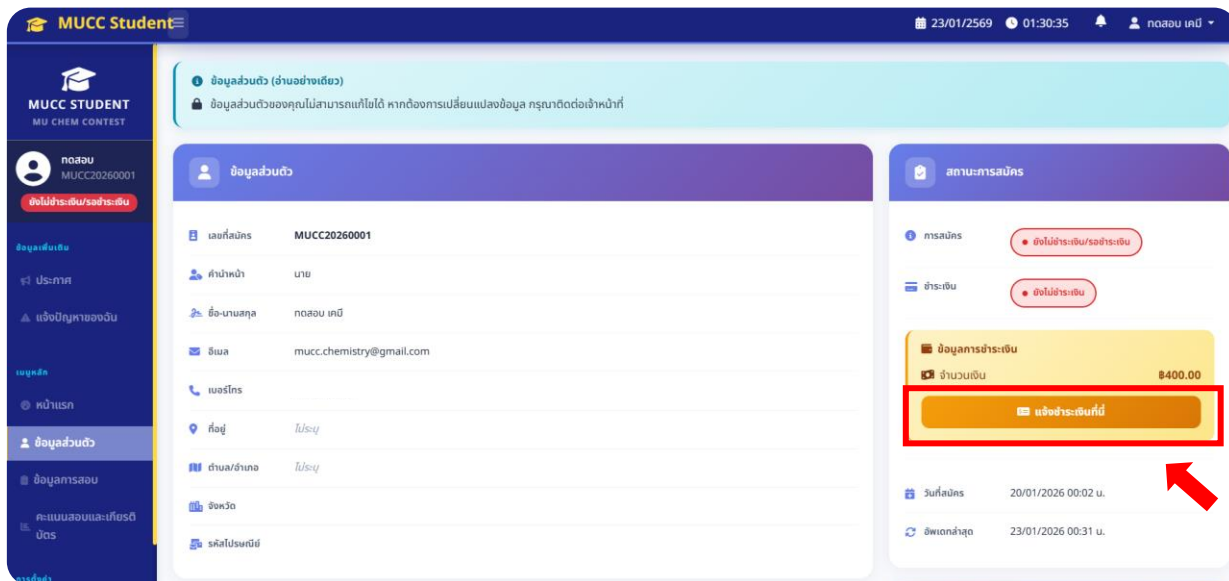 MUCC Student
23/01/2569 01:30:35 ทดสอบ เคมี
MUCC STUDENT
MU CHEM CONTEST
ทดสอบ
MUCC20260001
ยังไม่ชำระเงิน/รอชำระเงิน
ข้อมูลเพิ่มเติม
ประกาศ
แจ้งปัญหาของฉัน
เมนูหลัก
หน้าแรก
ข้อมูลส่วนตัว
ข้อมูลการสอบ
คะแนนสอบและเกียรติ
บัตร
การตั้งค่า
ข้อมูลส่วนตัว (อ่านอย่างเดียว)
ข้อมูลส่วนตัวของคุณไม่สามารถแก้ไขได้ หากต้องการเปลี่ยนแปลงข้อมูล กรุณาติดต่อเจ้าหน้าที่
ข้อมูลส่วนตัว
เลขที่สมัคร MUCC20260001
คำนำหน้า นาย
ชื่อ-นามสกุล ทดสอบ เคมี
อีเมล mucc.chemistry@gmail.com
เบอร์โทร
ที่อยู่ ไม่ระบุ
ตำบล/อำเภอ ไม่ระบุ
จังหวัด
รหัสไปรษณีย์
สถานะการสมัคร
การสมัคร ยังไม่ชำระเงิน/รอชำระเงิน
ชำระเงิน ยังไม่ชำระเงิน
ข้อมูลการชำระเงิน
จำนวนเงิน ฿400.00
แจ้งชำระเงินที่นี่
วันที่สมัคร 20/01/2026 00:02 น.
อัพเดทล่าสุด 23/01/2026 00:31 น.